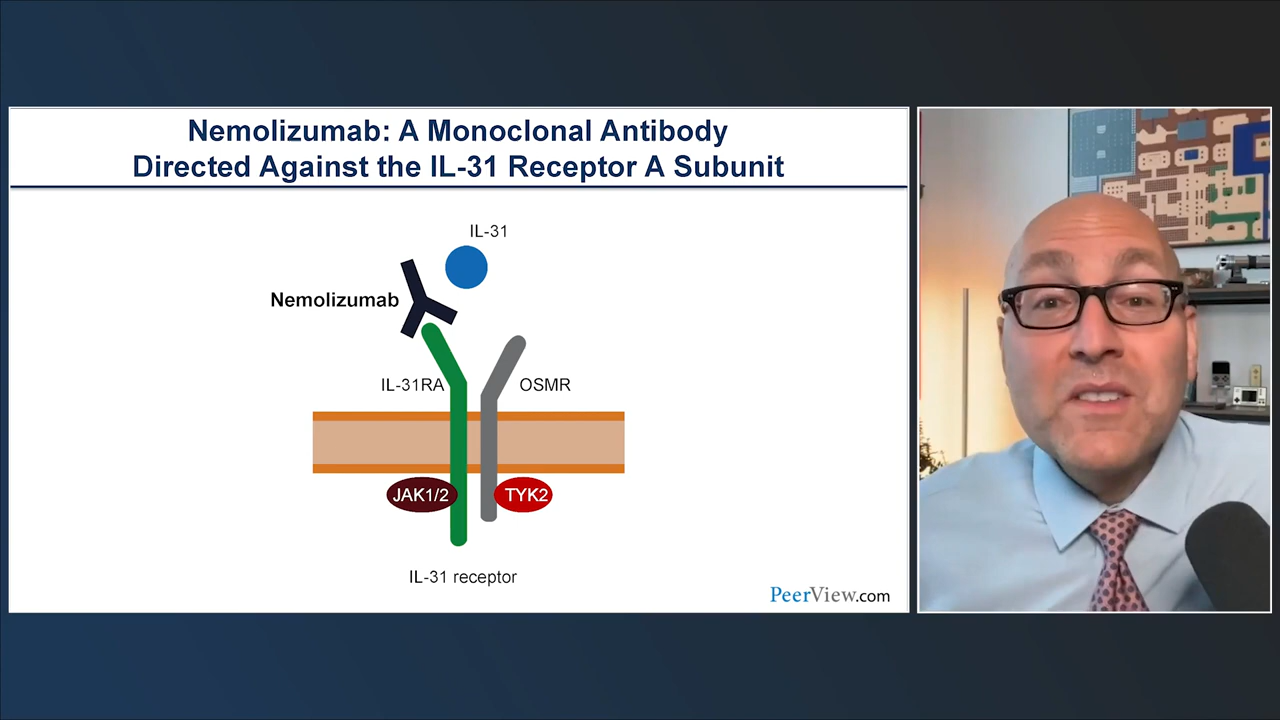 Nemolizumab: A Monoclonal Antibody
Directed Against the IL-31 Receptor A Subunit
IL-31
Nemolizumab
IL-31RA
OSMR
JAK1/2
TYK2
IL-31 receptor
PeerView.com